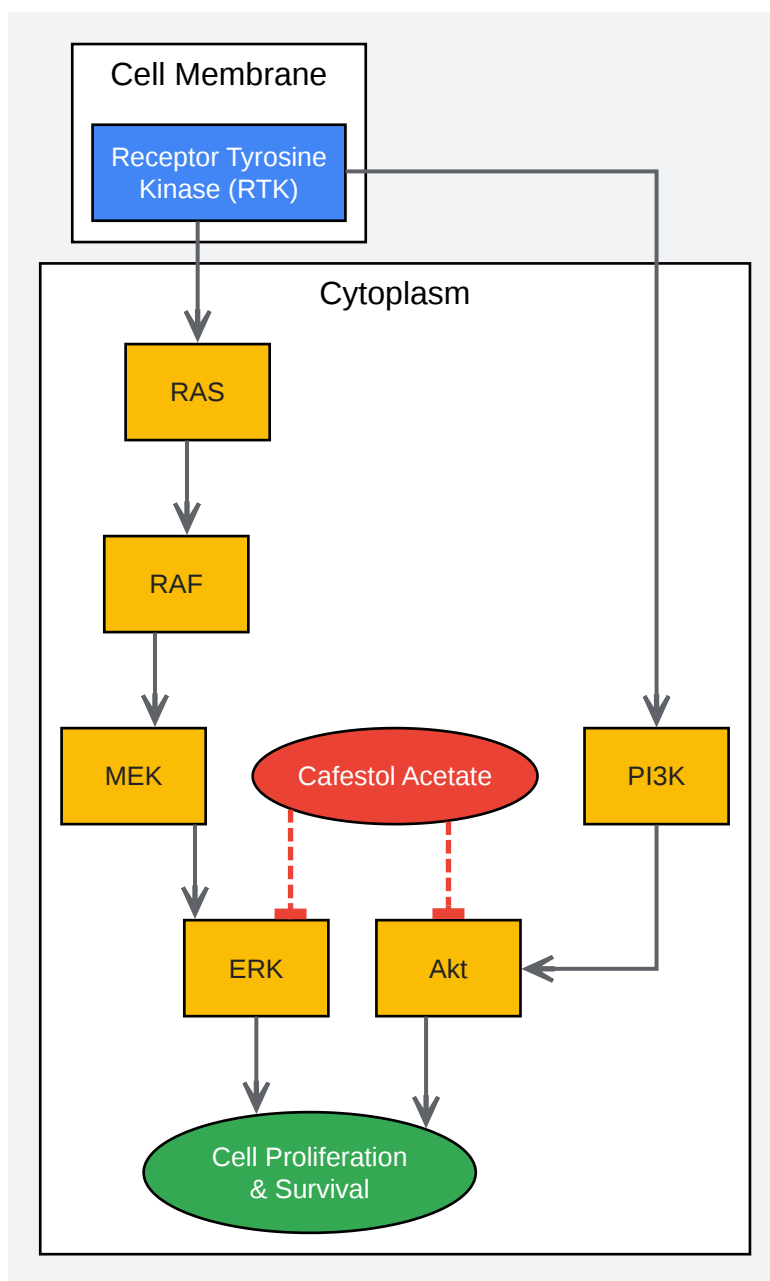 Cell Membrane
Receptor Tyrosine
Kinase (RTK)
Cytoplasm
RAS
RAF
MEK
Cafestol Acetate
PI3K
ERK
Akt
Cell Proliferation
& Survival